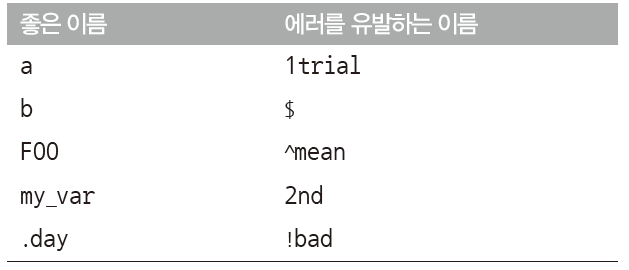 좋은 이름 에러를 유발하는 이름
a 1trial
b $
FOO ^mean
my_var 2nd
.day !bad